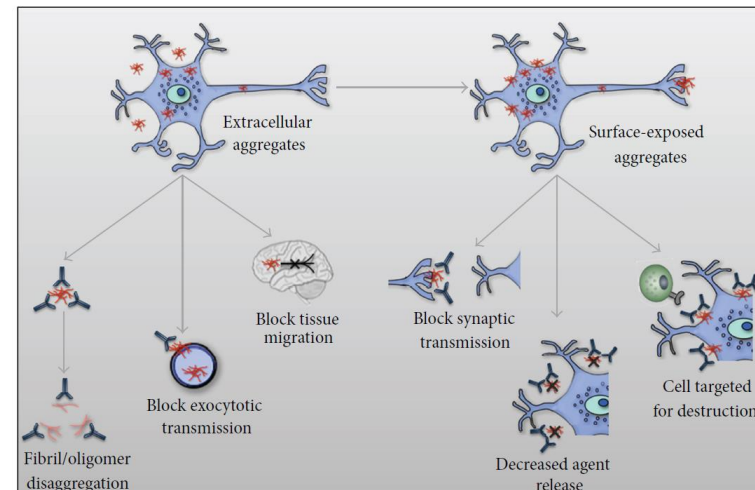 Extracellular
aggregates
Surface-exposed
aggregates
Block tissue
migration
Block synaptic
transmission
Block exocytotic
transmission
Cell targeted
for destruction
Fibril/oligomer
disaggregation
Decreased agent
release